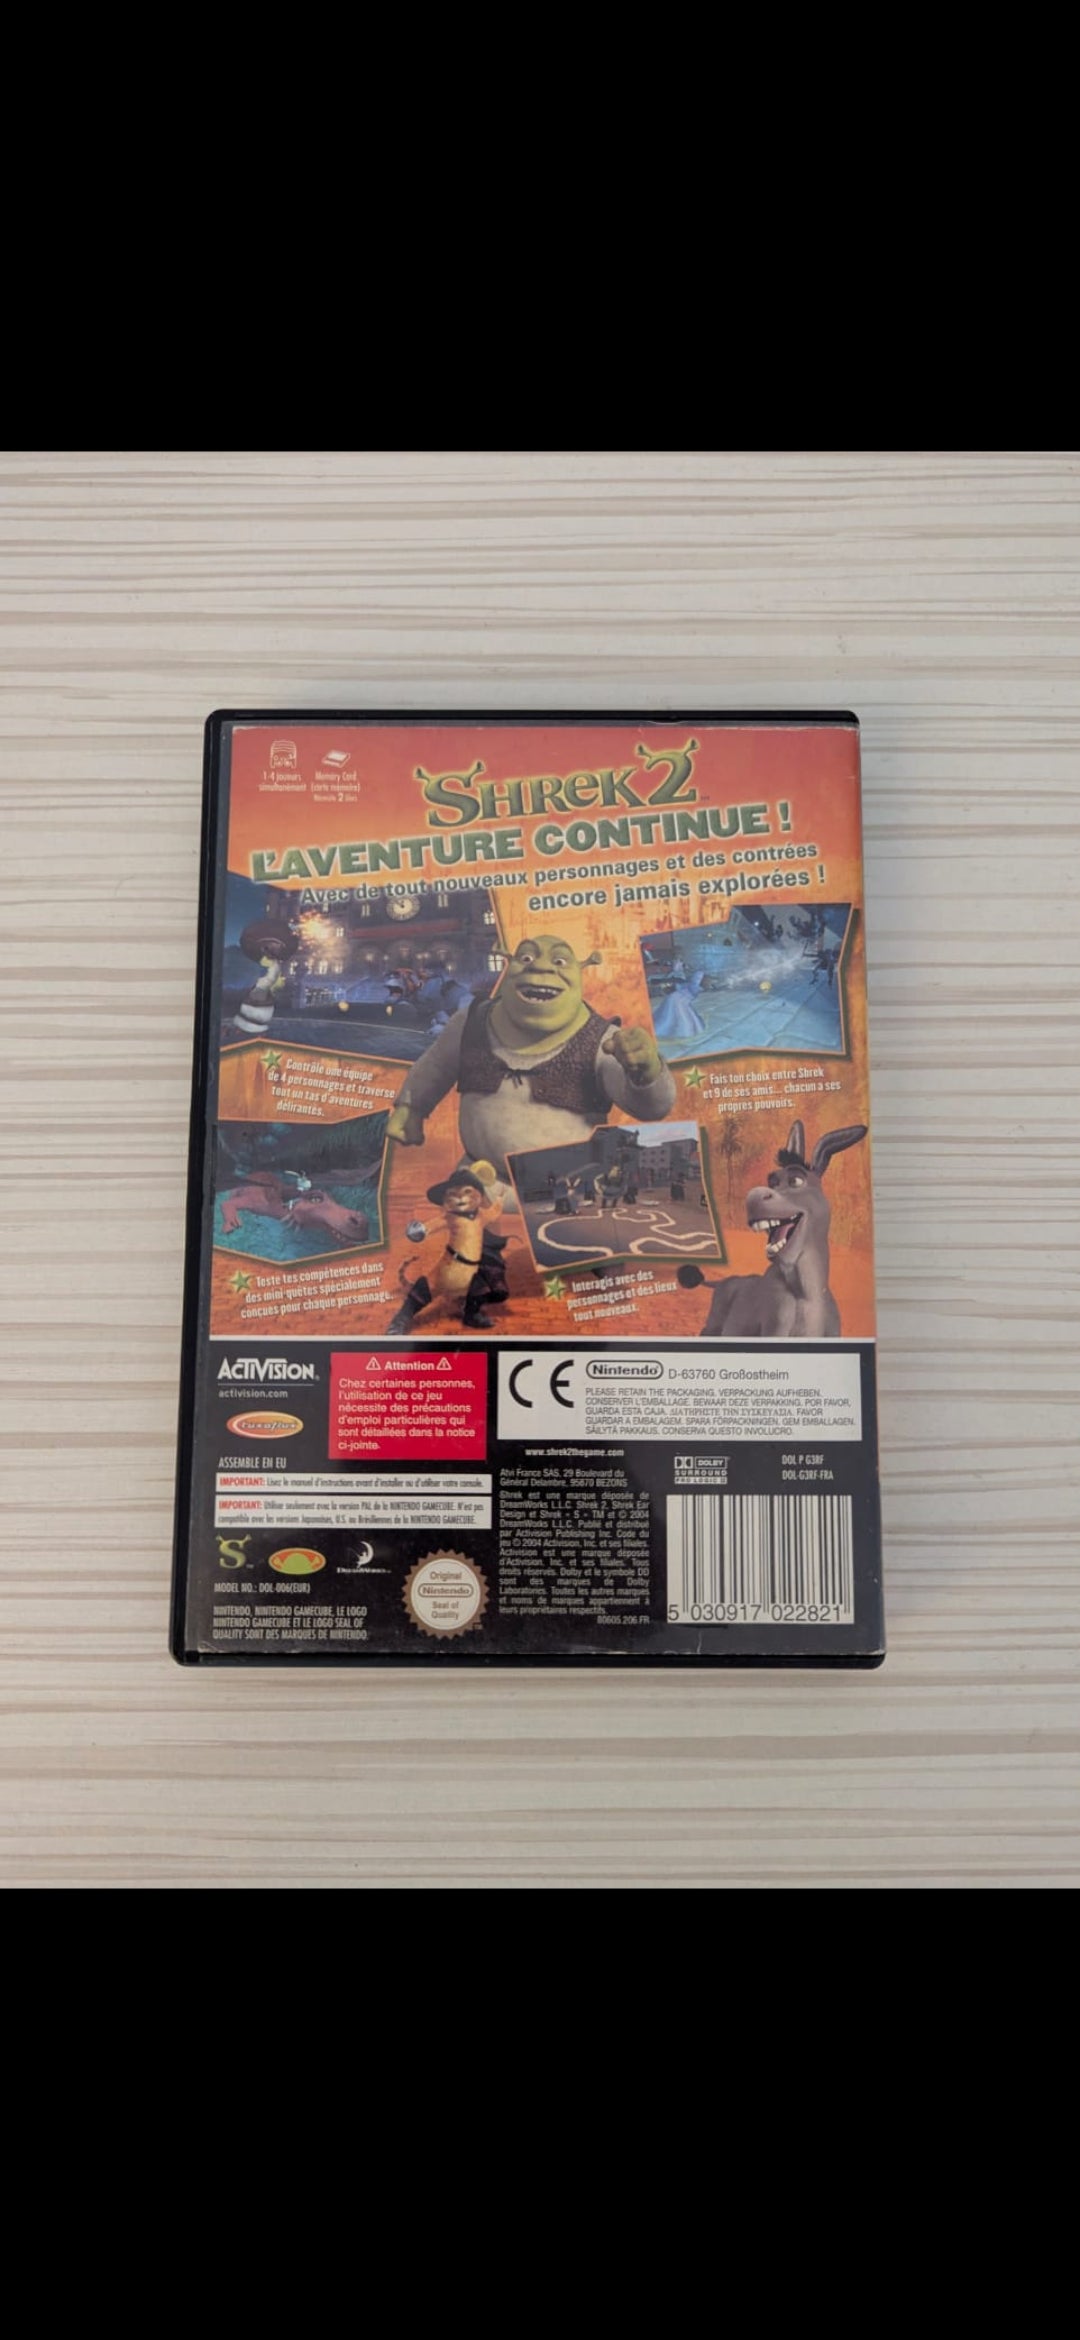 1-4 joueurs
simultanément
Memory Card
(carte mémoire)
Nécessite 2 blocs
SHREK 2
L'AVENTURE CONTINUE !
Avec de tout nouveaux personnages et des contrées
encore jamais explorées !
Contrôle une équipe
de 4 personnages et traverse
tout un tas d'aventures
délirantes.
Fais ton choix entre Shrek
et 9 de ses amis... chacun a ses
propres pouvoirs.
Teste tes compétences dans
des mini-quêtes spécialement
conçues pour chaque personnage.
Interagis avec des
personnages et des lieux
tout nouveaux.
ACTIVISION
activision.com
Luxoflux
Attention
Chez certaines personnes,
l'utilisation de ce jeu
nécessite des précautions
d'emploi particulières qui
sont détaillées dans la notice
ci-jointe.
CE
Nintendo D-63760 Großostheim
PLEASE RETAIN THE PACKAGING. VERPACKUNG AUFHEBEN.
CONSERVER L'EMBALLAGE. BEWAAR DEZE VERPAKKING. POR FAVOR,
GUARDA ESTA CAJA. ΔΙΑΤΗΡΗΣΤΕ ΤΗΝ ΣΥΣΚΕΥΑΣΙΑ. FAVOR
GUARDAR A EMBALAGEM. SPARA FÖRPACKNINGEN. GEM EMBALLAGEN.
SÄILYTÄ PAKKAUS. CONSERVA QUESTO INVOLUCRO.
ASSEMBLE EN EU
IMPORTANT: Lisez le manuel d'instructions avant d'installer ou d'utiliser votre console.
IMPORTANT: Utiliser seulement avec la version PAL de la NINTENDO GAMECUBE. N'est pas
compatible avec les versions Japonaises, U.S. ou Brésiliennes de la NINTENDO GAMECUBE.
S
DREAMWORKS
MODEL NO.: DOL-006(EUR)
NINTENDO, NINTENDO GAMECUBE, LE LOGO
NINTENDO GAMECUBE ET LE LOGO SEAL OF
QUALITY SONT DES MARQUES DE NINTENDO.
Original
Nintendo
Seal of
Quality
www.shrek2thegame.com
Atvi France SAS, 29 Boulevard du
Général Delambre, 95870 BEZONS
Shrek est une marque déposée de
DreamWorks L.L.C. Shrek 2, Shrek Ear
Design et Shrek « S » TM et © 2004
DreamWorks L.L.C. Publié et distribué
par Activision Publishing Inc. Code du
jeu © 2004 Activision, Inc. et ses filiales.
Activision est une marque déposée
d'Activision, Inc. et ses filiales. Tous
droits réservés. Dolby et le symbole DD
sont des marques de Dolby
Laboratories. Toutes les autres marques
et noms de marques appartiennent à
leurs propriétaires respectifs.
80605.206.FR
DOLBY
SURROUND
PRO LOGIC II
DOL P G3RF
DOL-G3RF-FRA
5 030917 022821